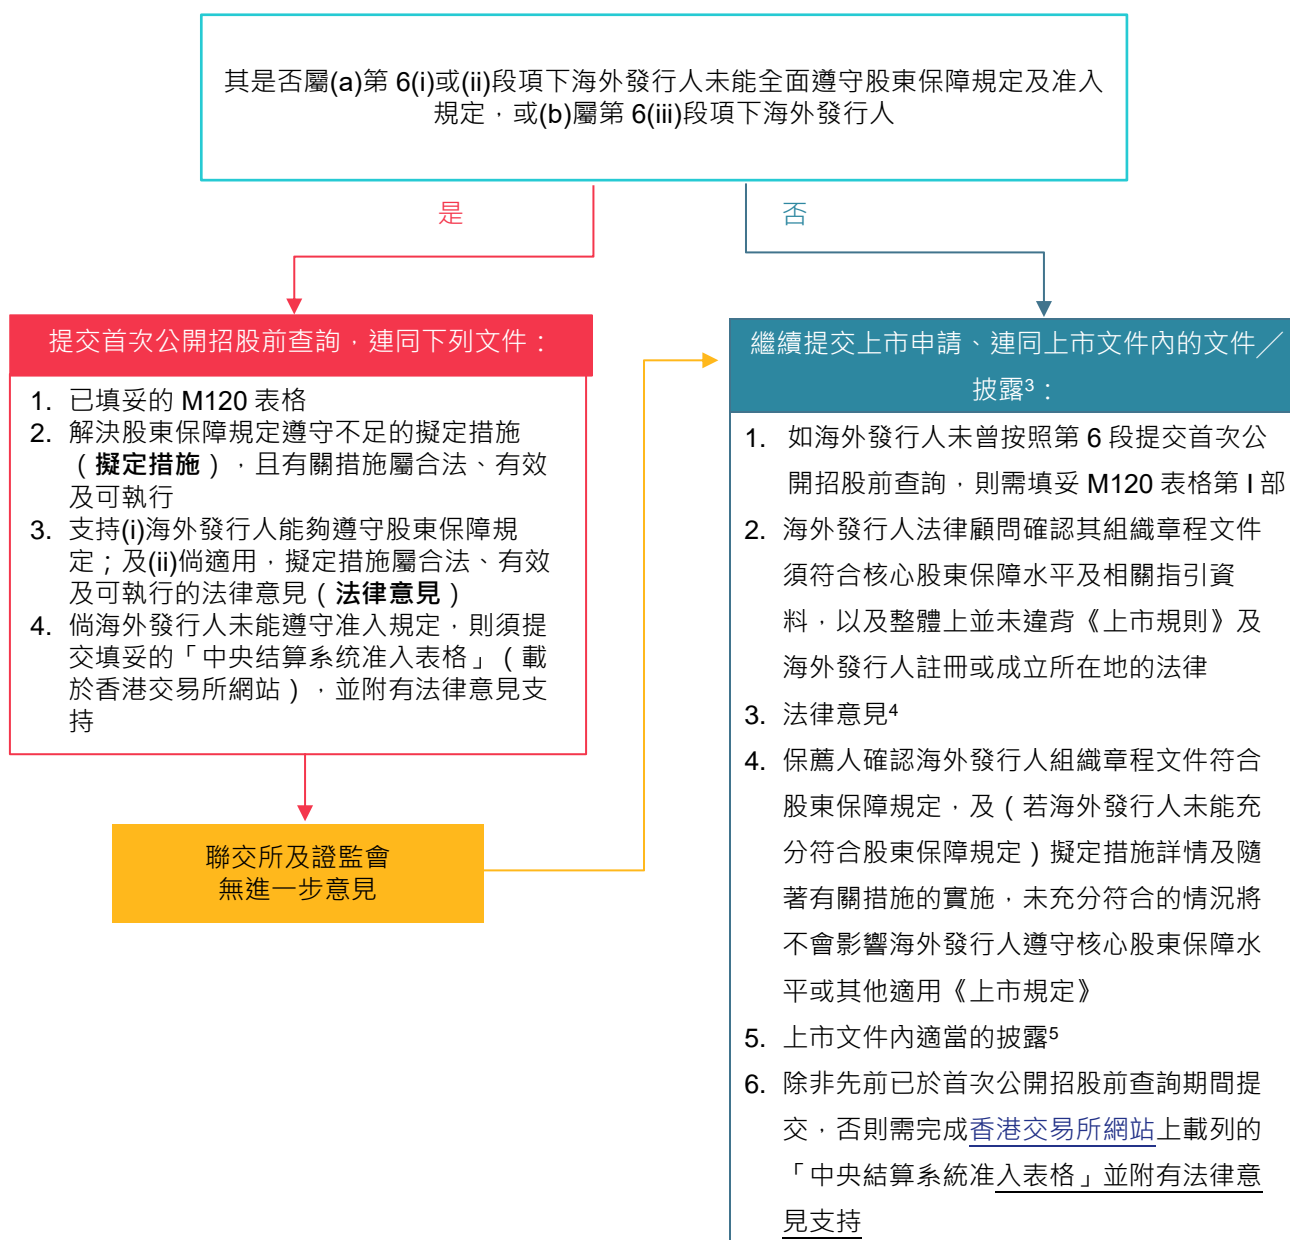 其是否屬(a)第 6(i)或(ii)段項下海外發行人未能全面遵守股東保障規定及准入
規定，或(b)屬第 6(iii)段項下海外發行人
是
否
提交首次公開招股前查詢，連同下列文件：
1. 已填妥的 M120 表格
2. 解決股東保障規定遵守不足的擬定措施
（擬定措施），且有關措施屬合法、有效
及可執行
3. 支持(i)海外發行人能夠遵守股東保障規
定；及(ii)倘適用，擬定措施屬合法、有效
及可執行的法律意見（法律意見）
4. 倘海外發行人未能遵守准入規定，則須提
交填妥的「中央结算系统准入表格」（載
於香港交易所網站），並附有法律意見支
持
聯交所及證監會
無進一步意見
繼續提交上市申請、連同上市文件內的文件／
披露3：
1. 如海外發行人未曾按照第 6 段提交首次公
開招股前查詢，則需填妥 M120 表格第 I 部
2. 海外發行人法律顧問確認其組織章程文件
須符合核心股東保障水平及相關指引資
料，以及整體上並未違背《上市規則》及
海外發行人註冊或成立所在地的法律
3. 法律意見4
4. 保薦人確認海外發行人組織章程文件符合
股東保障規定，及（若海外發行人未能充
分符合股東保障規定）擬定措施詳情及隨
著有關措施的實施，未充分符合的情況將
不會影響海外發行人遵守核心股東保障水
平或其他適用《上市規定》
5. 上市文件內適當的披露5
6. 除非先前已於首次公開招股前查詢期間提
交，否則需完成香港交易所網站上載列的
「中央結算系統准入表格」並附有法律意
見支持